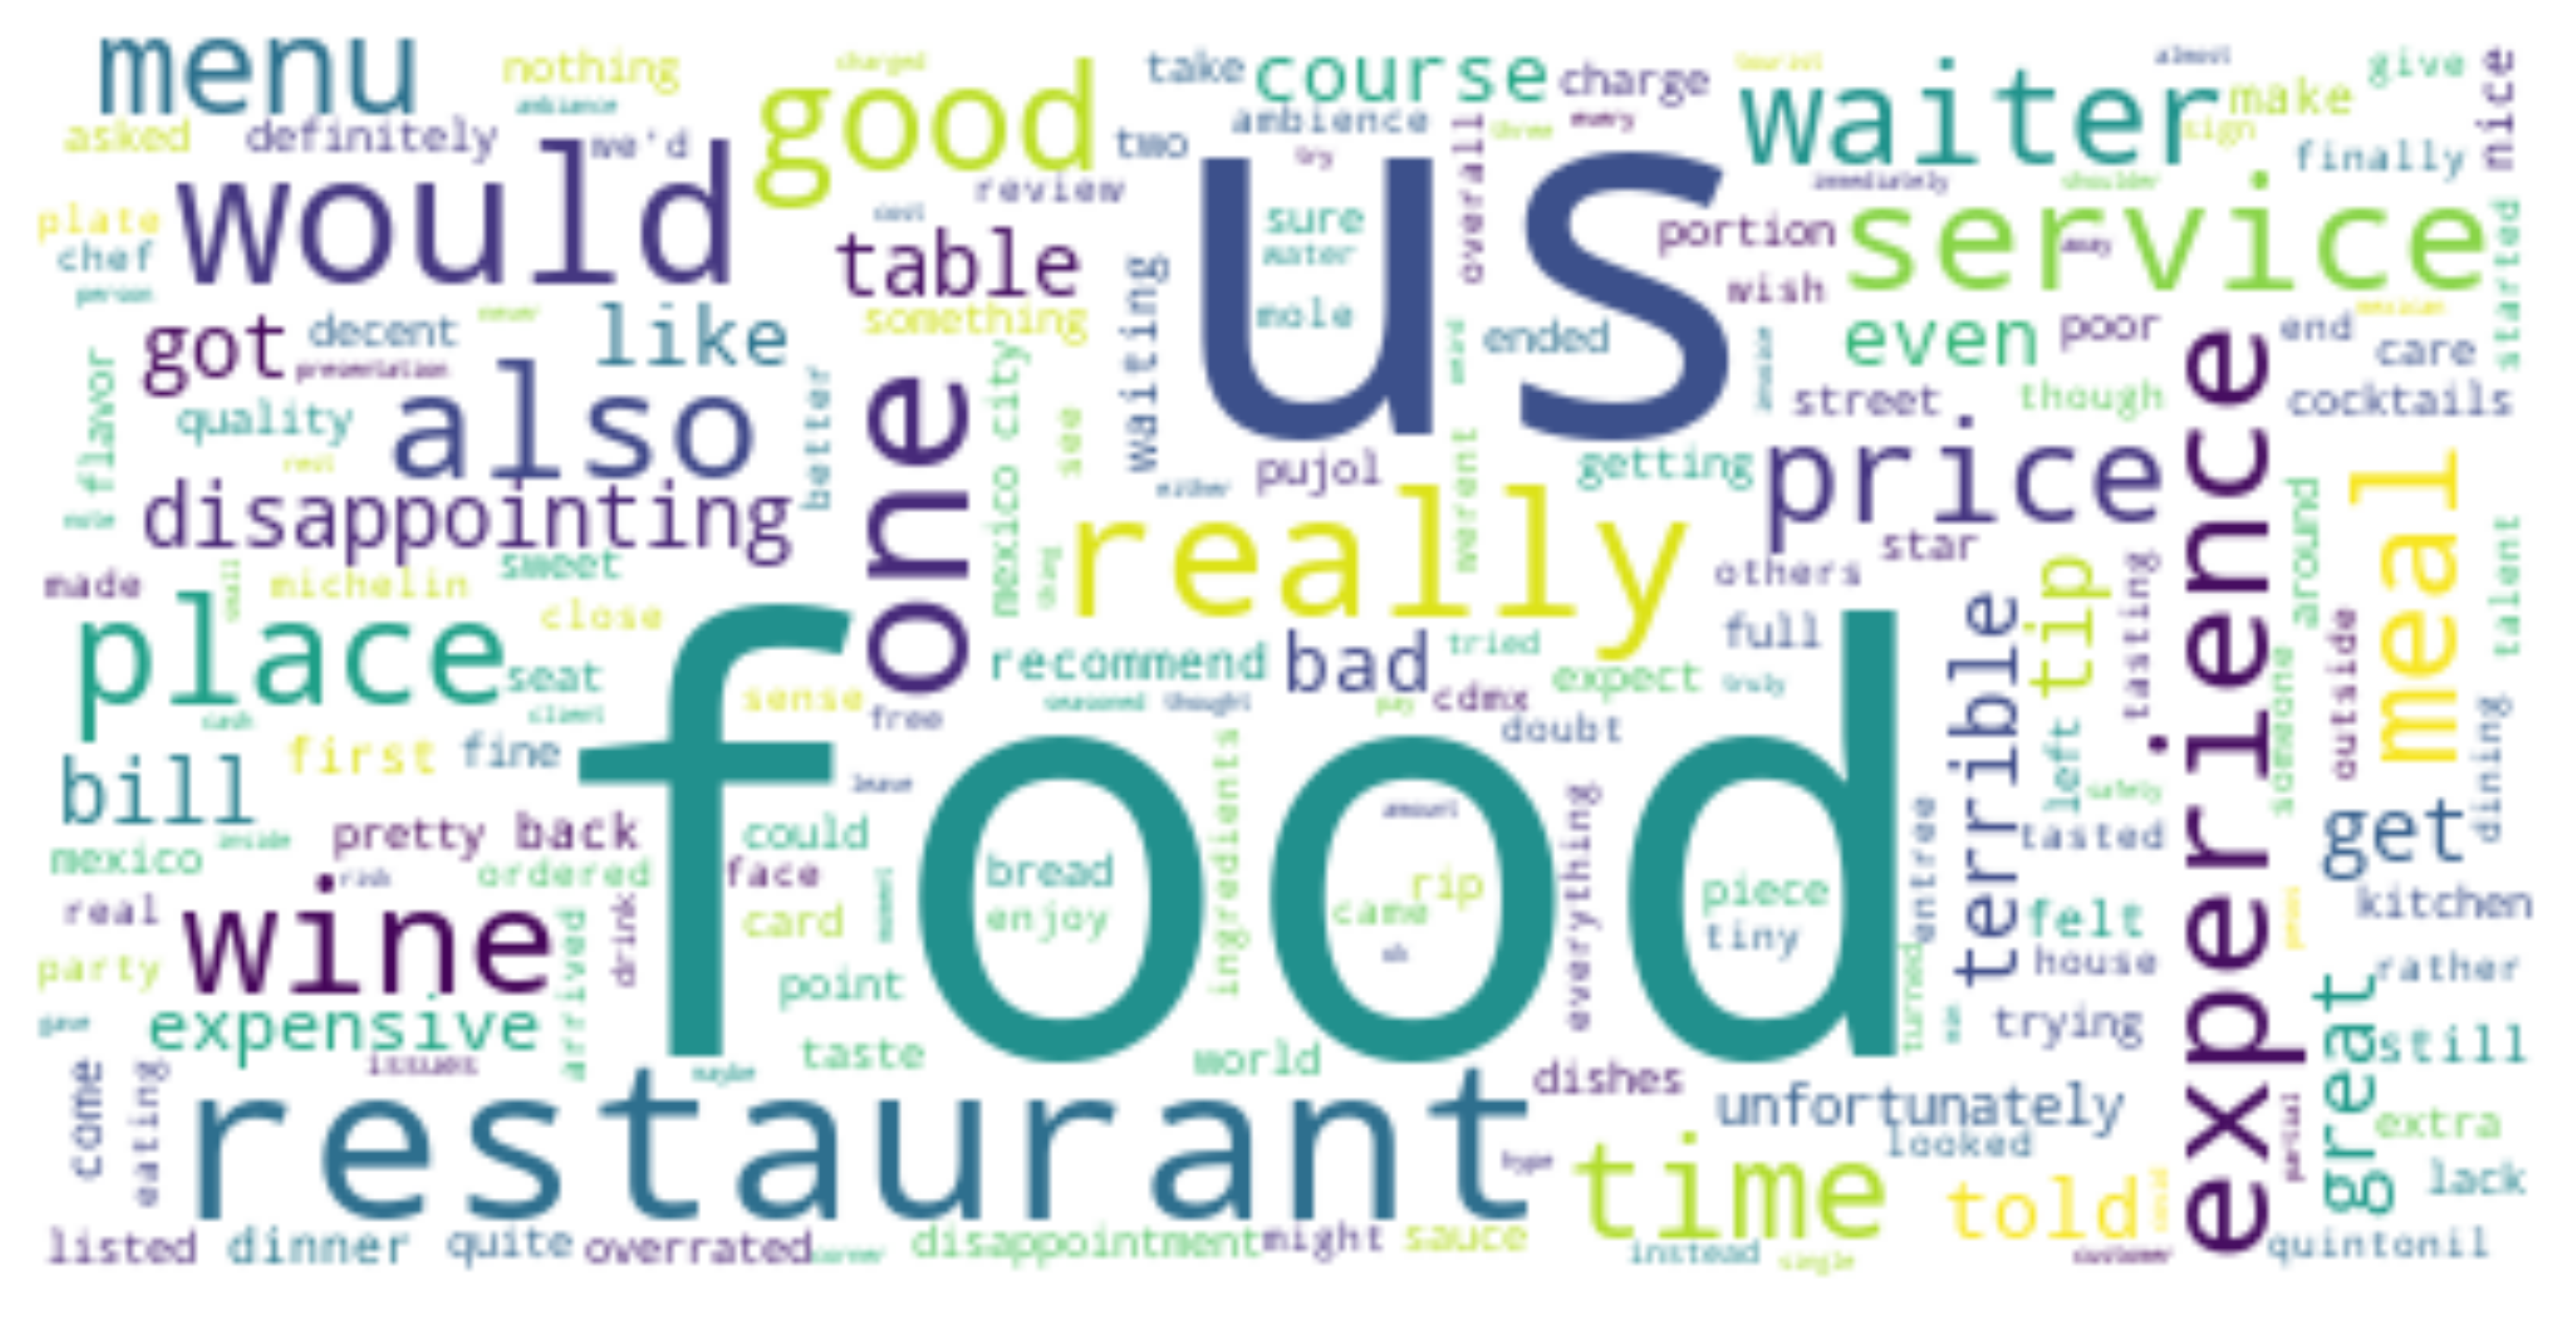 menu
nothing
good
take
course
charge
waiter
make
give
nice
asked
definitely
we'd
two
ambience
overall
sign
finally
would
review
us
plate
chef
table
sure
water
portion
service
started
person
something
waiting
mole
wish
got
decent
like
ended
even
poor
end
care
presentation
flavor
quality
also
better
one
mexico city
see
werent
street
though
cocktails
disappointing
pujol
getting
price
experience
meal
really
star
sweet
others
made
michelin
close
place
seat
recommend
bad
tried
full
terrible
tip
tasting
around
talent
sense
free
expect
cdmx
doubt
left
someone
outside
dining
first
fine
bill
food
ingredients
everything
entree
get
pretty
back
could
mexico
ordered
face
bread
enjoy
came
rip
piece
tiny
tasted
kitchen
real
wine
arrived
drink
card
felt
party
point
house
rather
expensive
issues
taste
world
turned
trying
great
still
come
eating
restaurant
dishes
unfortunately
looked
extra
time
told
lack
listed
dinner
quite
overrated
disappointment
might
sauce
instead
single
customer
quintonil